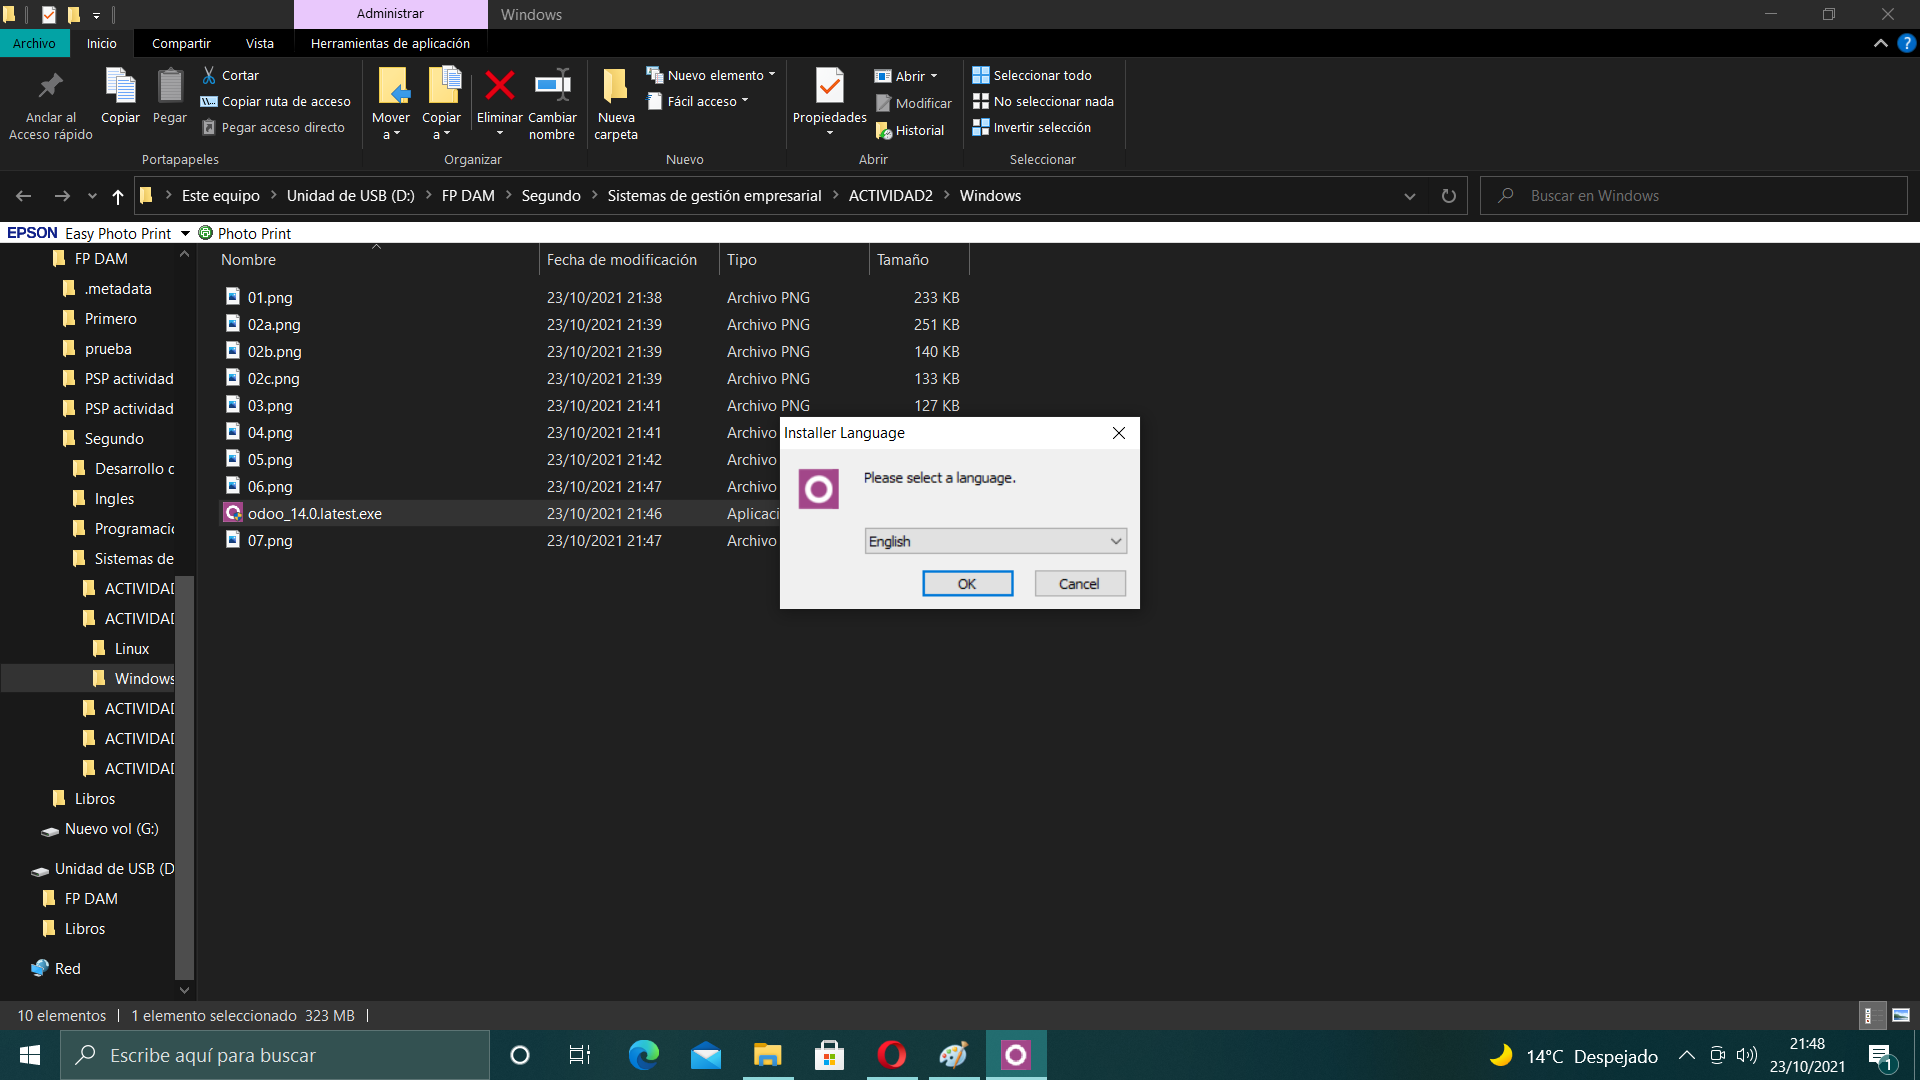 Administrar
Windows
Archivo
Inicio
Compartir
Vista
Herramientas de aplicación
Anclar al
Acceso rápido
Copiar
Pegar
Cortar
Copiar ruta de acceso
Pegar acceso directo
Portapapeles
Mover
a
Copiar
a
Eliminar
Cambiar
nombre
Organizar
Nueva
carpeta
Nuevo elemento
Fácil acceso
Nuevo
Propiedades
Abrir
Modificar
Historial
Abrir
Seleccionar todo
No seleccionar nada
Invertir selección
Seleccionar
Este equipo
Unidad de USB (D:)
FP DAM
Segundo
Sistemas de gestión empresarial
ACTIVIDAD2
Windows
Buscar en Windows
EPSON Easy Photo Print
Photo Print
FP DAM
.metadata
Primero
prueba
PSP actividad
PSP actividad
Segundo
Desarrollo d
Ingles
Programació
Sistemas de
ACTIVIDAD
ACTIVIDAD
Linux
Windows
ACTIVIDAD
ACTIVIDAD
ACTIVIDAD
Libros
Nuevo vol (G:)
Unidad de USB (D
FP DAM
Libros
Red
Nombre Fecha de modificación Tipo Tamaño
01.png 23/10/2021 21:38 Archivo PNG 233 KB
02a.png 23/10/2021 21:39 Archivo PNG 251 KB
02b.png 23/10/2021 21:39 Archivo PNG 140 KB
02c.png 23/10/2021 21:39 Archivo PNG 133 KB
03.png 23/10/2021 21:41 Archivo PNG 127 KB
04.png 23/10/2021 21:41 Archivo
05.png 23/10/2021 21:42 Archivo
06.png 23/10/2021 21:47 Archivo
odoo_14.0.latest.exe 23/10/2021 21:46 Aplicaci
07.png 23/10/2021 21:47 Archivo
Installer Language
Please select a language.
English
OK
Cancel
10 elementos
1 elemento seleccionado 323 MB
Escribe aquí para buscar
14°C Despejado
21:48
23/10/2021
1